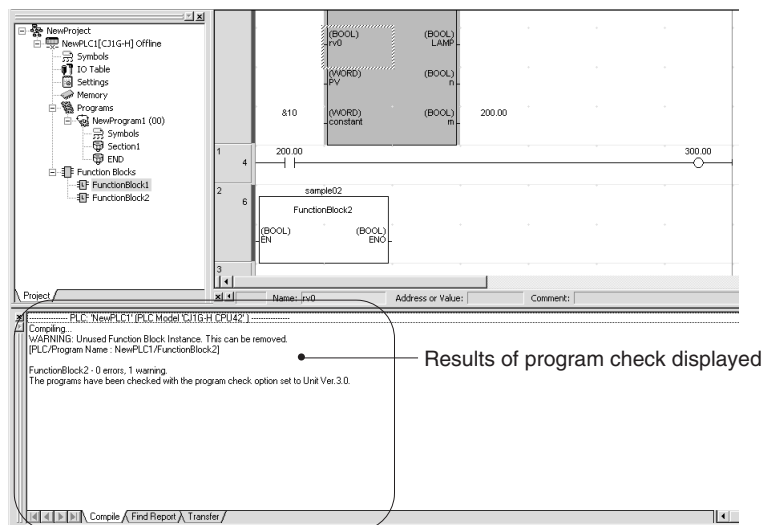 NewProject
NewPLC1[CJ1G-H] Offline
Symbols
IO Table
Settings
Memory
Programs
NewProgram1 (00)
Symbols
Section1
END
Function Blocks
FunctionBlock1
FunctionBlock2
Project
(BOOL) (BOOL)
rv0 LAMP
(WORD) (BOOL)
PV n
&10 (WORD) (BOOL) 200.00
constant m
1 200.00 300.00
4
2 sample02
6
FunctionBlock2
(BOOL) (BOOL)
EN ENO
3
Name: rv0 Address or Value: Comment:
--------------- PLC: 'NewPLC1' (PLC Model 'CJ1G-H CPU42') ---------------
Compiling...
WARNING: Unused Function Block Instance. This can be removed.
[PLC/Program Name : NewPLC1/FunctionBlock2]
FunctionBlock2 - 0 errors, 1 warning.
The programs have been checked with the program check option set to Unit Ver.3.0.
Results of program check displayed
Compile Find Report Transfer